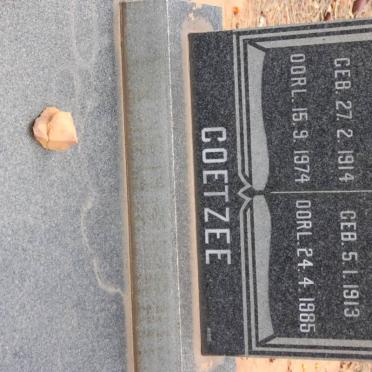 GEB. 27. 2. 1914
OORL. 15. 9. 1974
GEB. 5. 1. 1913
OORL. 24. 4. 1985
COETZEE